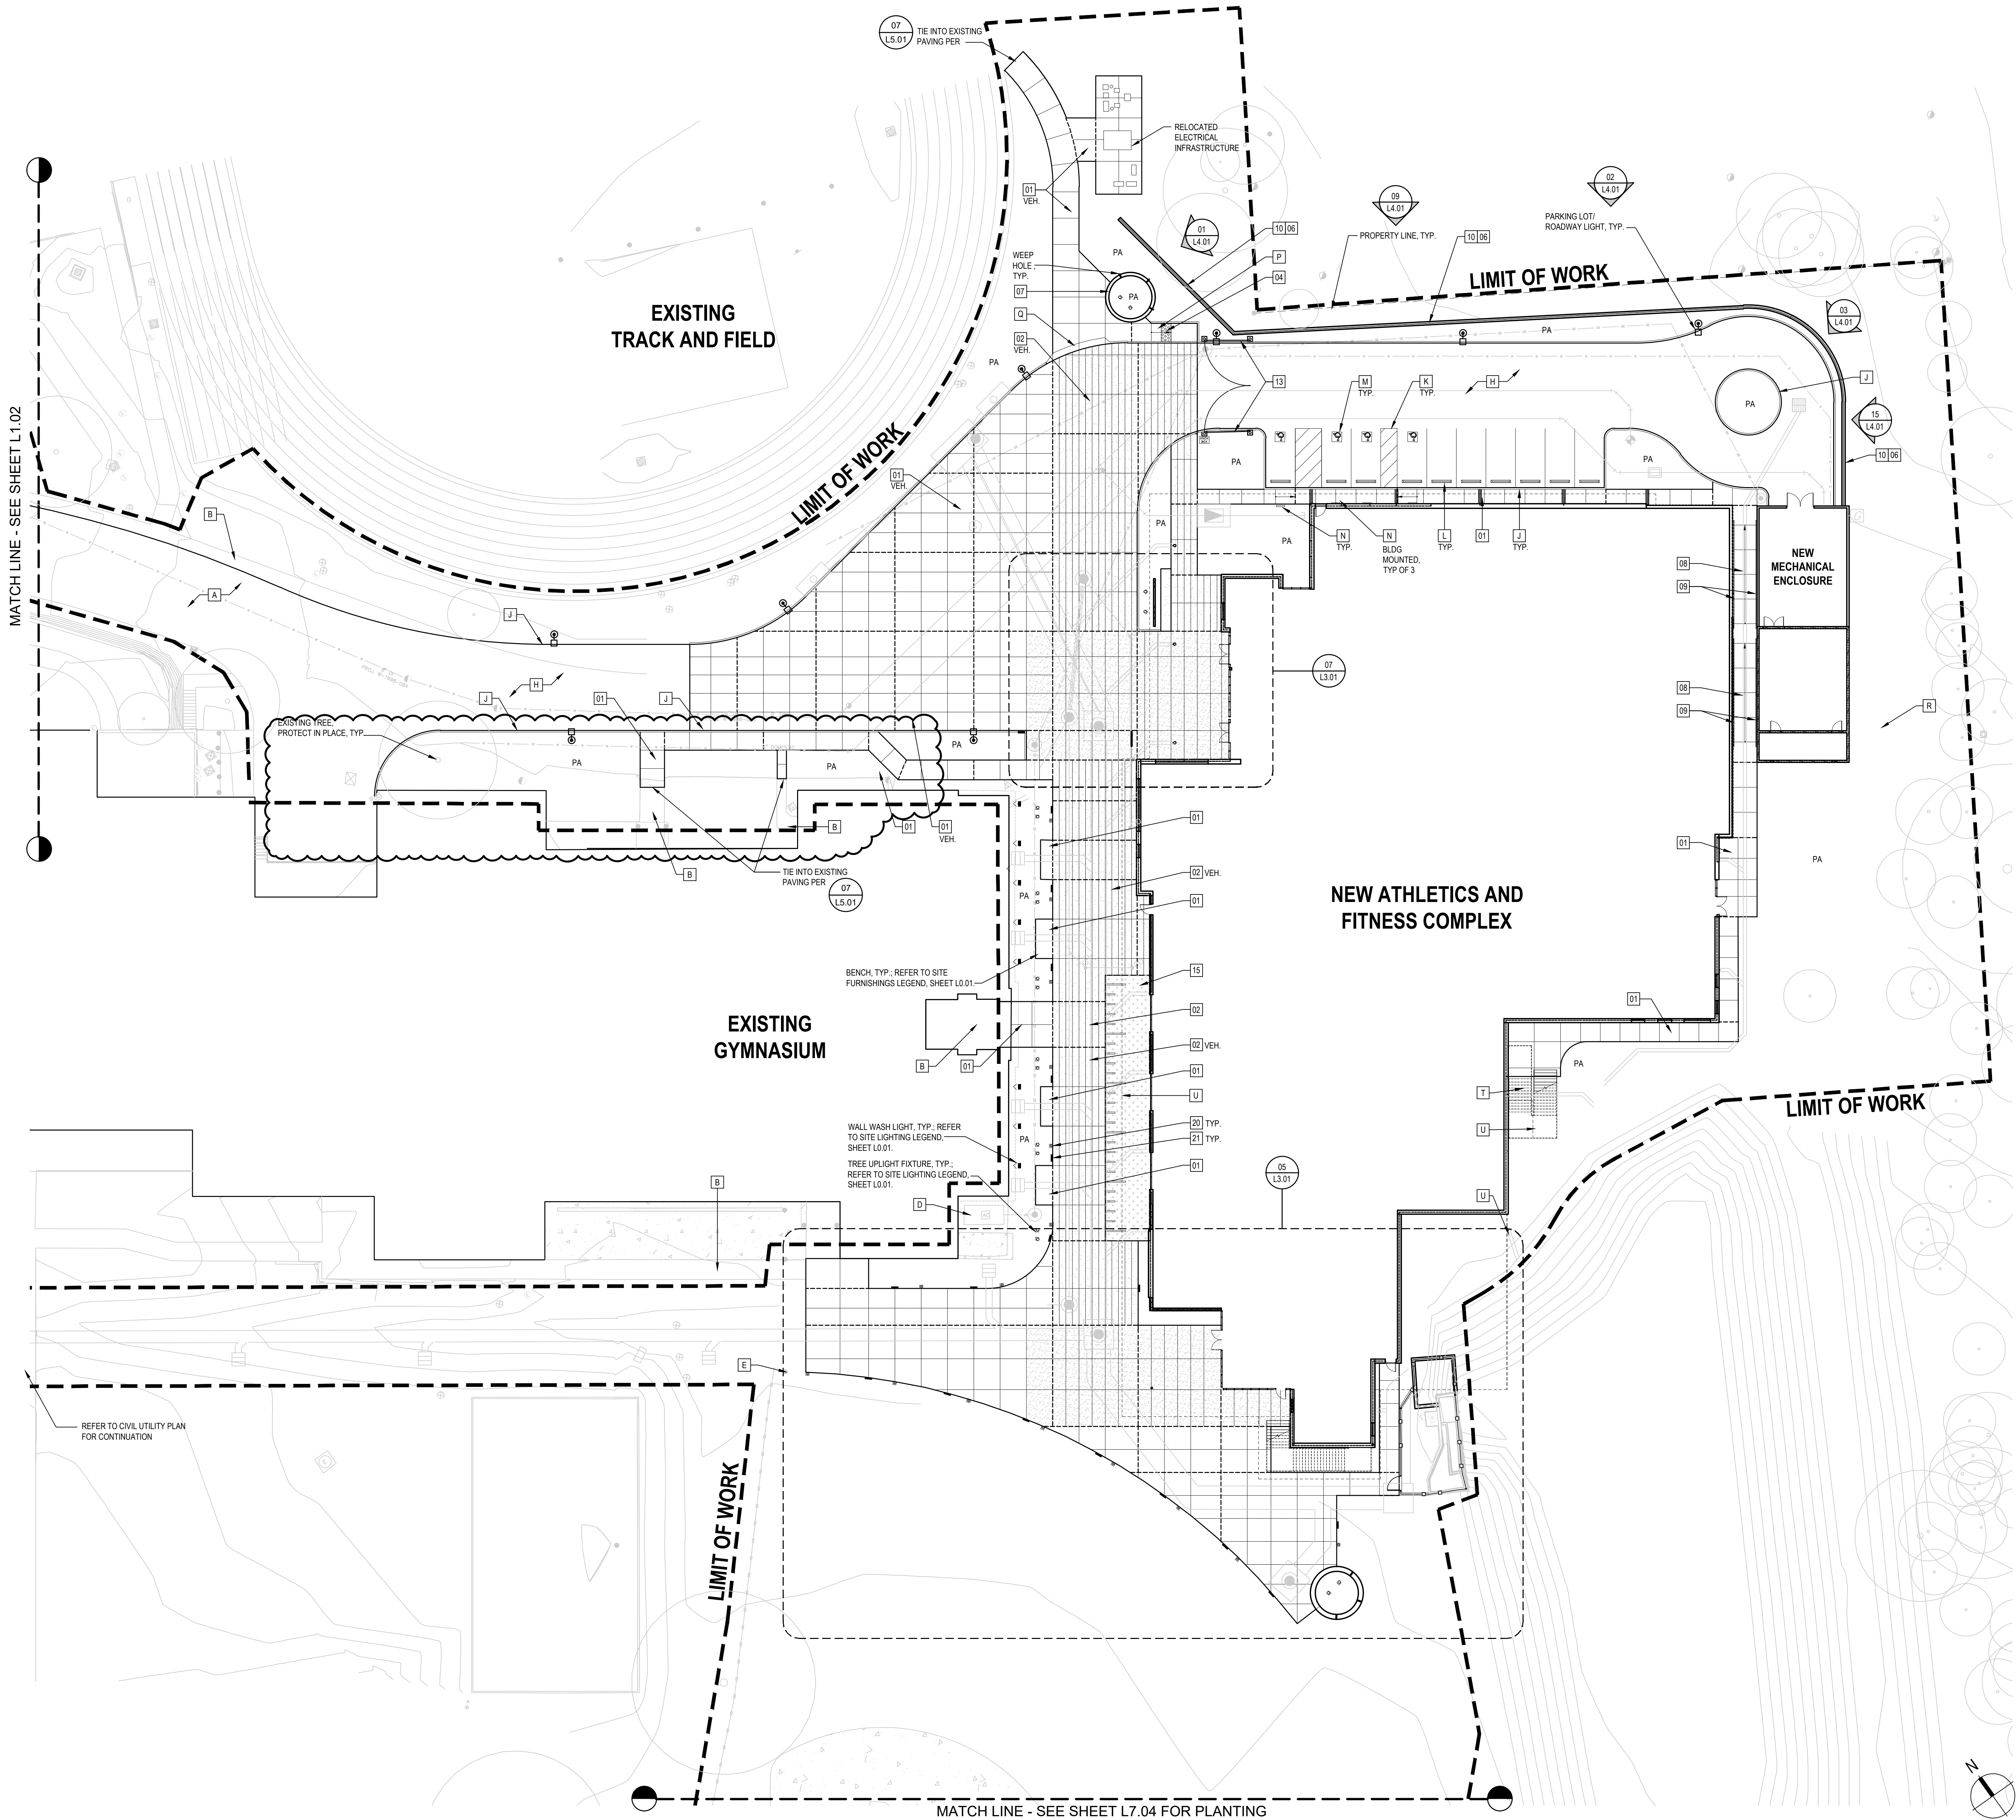 07
L5.01
TIE INTO EXISTING
PAVING PER
RELOCATED
ELECTRICAL
INFRASTRUCTURE
01
VEH.
PA
01
L4.01
10 06
P
04
WEEP
HOLE,
TYP.
07
PA
Q
02
VEH.
PA
09
L4.01
PROPERTY LINE, TYP.
10 06
02
L4.01
PARKING LOT/
ROADWAY LIGHT, TYP.
LIMIT OF WORK
03
L4.01
PA
J
PA
15
L4.01
10 06
13
M
TYP.
K
TYP.
H
PA
PA
EXISTING
TRACK AND FIELD
LIMIT OF WORK
MATCH LINE - SEE SHEET L1.02
B
A
J
H
01
VEH.
PA
PA
N
TYP.
N
BLDG
MOUNTED,
TYP OF 3
L
TYP.
01
J
TYP.
NEW
MECHANICAL
ENCLOSURE
08
09
08
09
R
07
L3.01
J
01
J
EXISTING TREE,
PROTECT IN PLACE, TYP.
PA
PA
PA
B
01
01
VEH.
B
TIE INTO EXISTING
PAVING PER
07
L5.01
01
02 VEH.
01
PA
NEW ATHLETICS AND
FITNESS COMPLEX
01
PA
BENCH, TYP.; REFER TO SITE
FURNISHINGS LEGEND, SHEET L0.01.
15
02
02 VEH.
01
U
20 TYP.
21 TYP.
01
EXISTING
GYMNASIUM
B
01
01
PA
T
U
LIMIT OF WORK
WALL WASH LIGHT, TYP.; REFER
TO SITE LIGHTING LEGEND,
SHEET L0.01.
PA
TREE UPLIGHT FIXTURE, TYP.;
REFER TO SITE LIGHTING LEGEND,
SHEET L0.01.
05
L3.01
U
B
D
E
REFER TO CIVIL UTILITY PLAN
FOR CONTINUATION
LIMIT OF WORK
N
MATCH LINE - SEE SHEET L7.04 FOR PLANTING